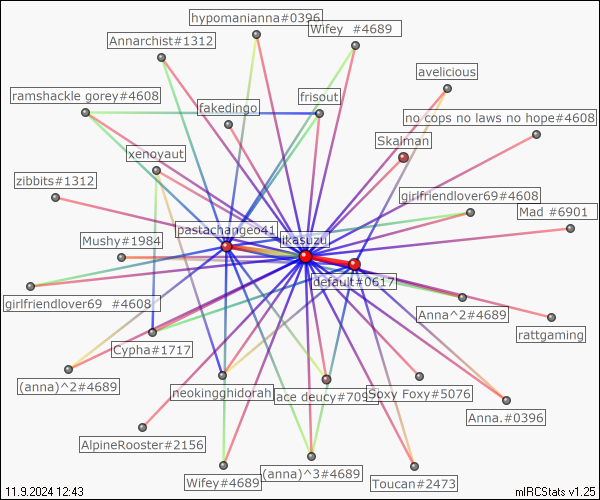 hypomanianna#0396
Wifey #4689
Annarchist#1312
avelicious
ramshackle gorey#4608
frisout
fakedingo
no cops no laws no hope#4608
Skalman
xenoyaut
zibbits#1312
girlfriendlover69#4608
Mad #6901
pastachangeo41
ikasuzu
Mushy#1984
default#0617
girlfriendlover69 #4608
Anna^2#4689
rattgaming
Cypha#1717
(anna)^2#4689
neokingghidorah
ace deucy#709
Soxy Foxy#5076
Anna.#0396
AlpineRooster#2156
(anna)^3#4689
Wifey#4689
Toucan#2473
11.9.2024 12:43
mIRCStats v1.25